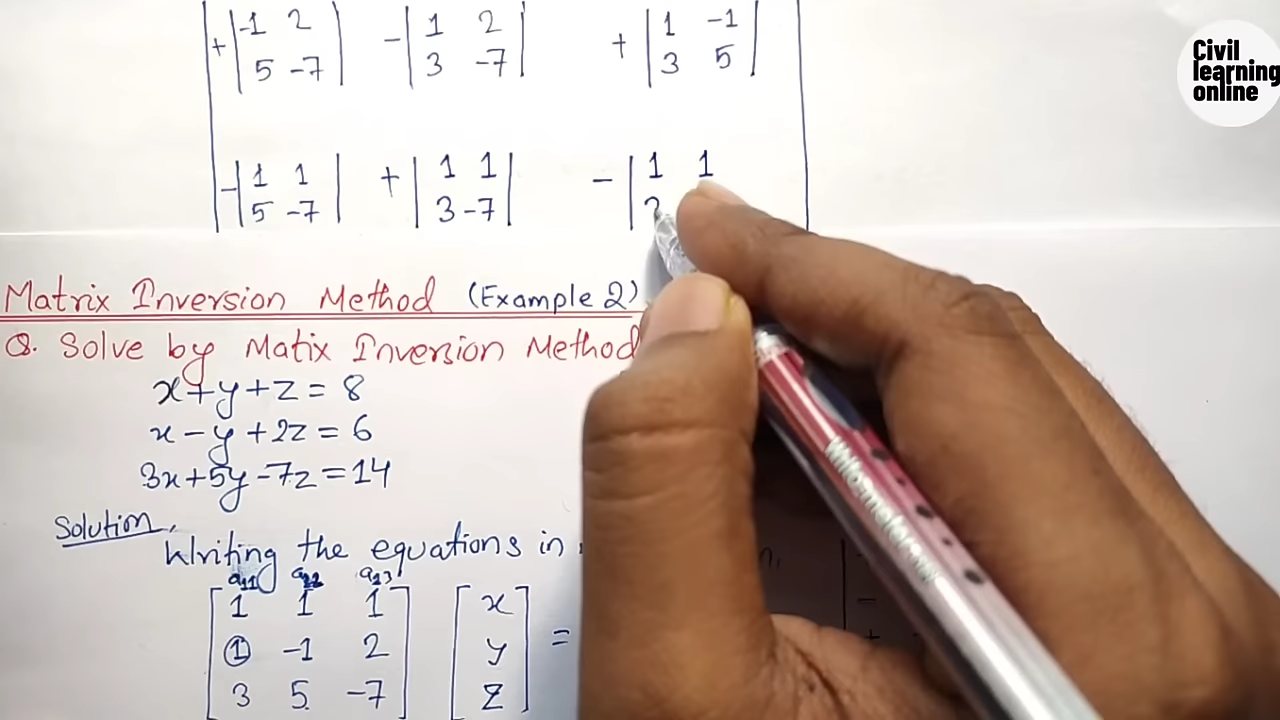 +|-1 2| -|1 2| +|1 -1|
|5 -7| |3 -7| |3 5|
-|1 1| +|1 1| -|1 1
|5 -7| |3 -7| |
Civil
learning
online
Matrix Inversion Method (Example 2)
Q. Solve by Matix Inversion Method
x+y+z = 8
x-y+2z = 6
3x+5y-7z=14
Solution,
Writing the equations in
a11 a22 a23
[1 1 1] [x]
1 -1 2 y =
3 5 -7 z